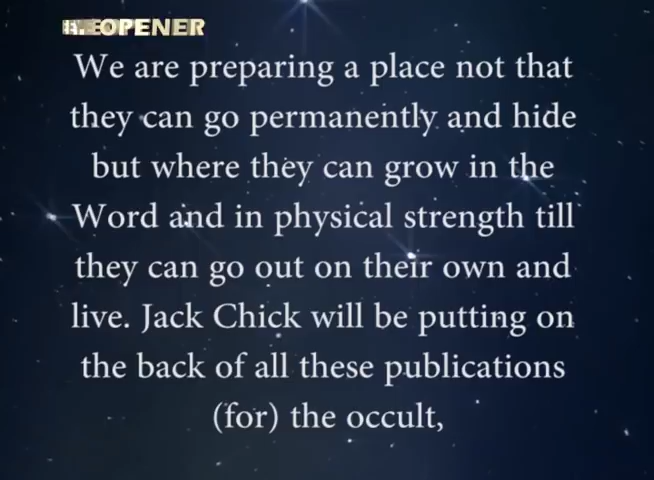 OPENER
We are preparing a place not that
they can go permanently and hide
but where they can grow in the
Word and in physical strength till
they can go out on their own and
live. Jack Chick will be putting on
the back of all these publications
(for) the occult,